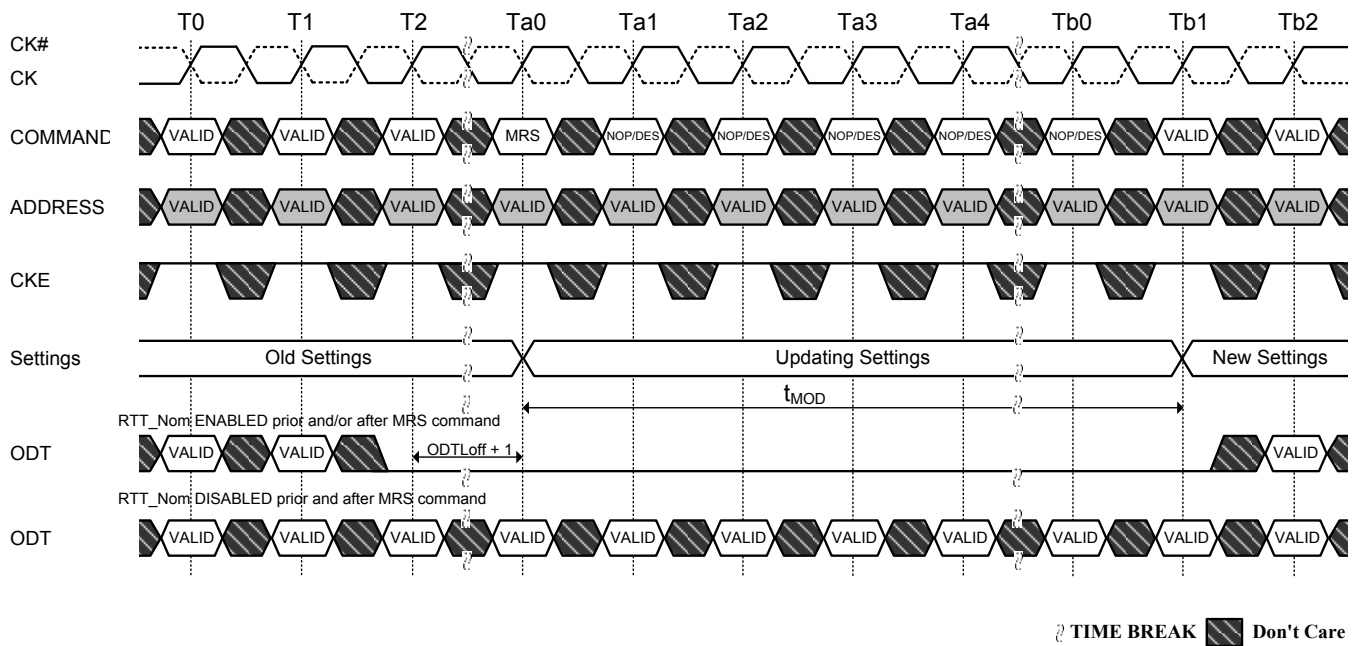 T0 T1 T2 Ta0 Ta1 Ta2 Ta3 Ta4 Tb0 Tb1 Tb2
CK#
CK
COMMAND VALID VALID VALID MRS NOP/DES NOP/DES NOP/DES NOP/DES NOP/DES VALID VALID
ADDRESS VALID VALID VALID VALID VALID VALID VALID VALID VALID VALID VALID
CKE
Settings Old Settings Updating Settings New Settings
tMOD
RTT_Nom ENABLED prior and/or after MRS command
ODT VALID VALID ODTLoff + 1 VALID
RTT_Nom DISABLED prior and after MRS command
ODT VALID VALID VALID VALID VALID VALID VALID VALID VALID VALID VALID
TIME BREAK Don't Care